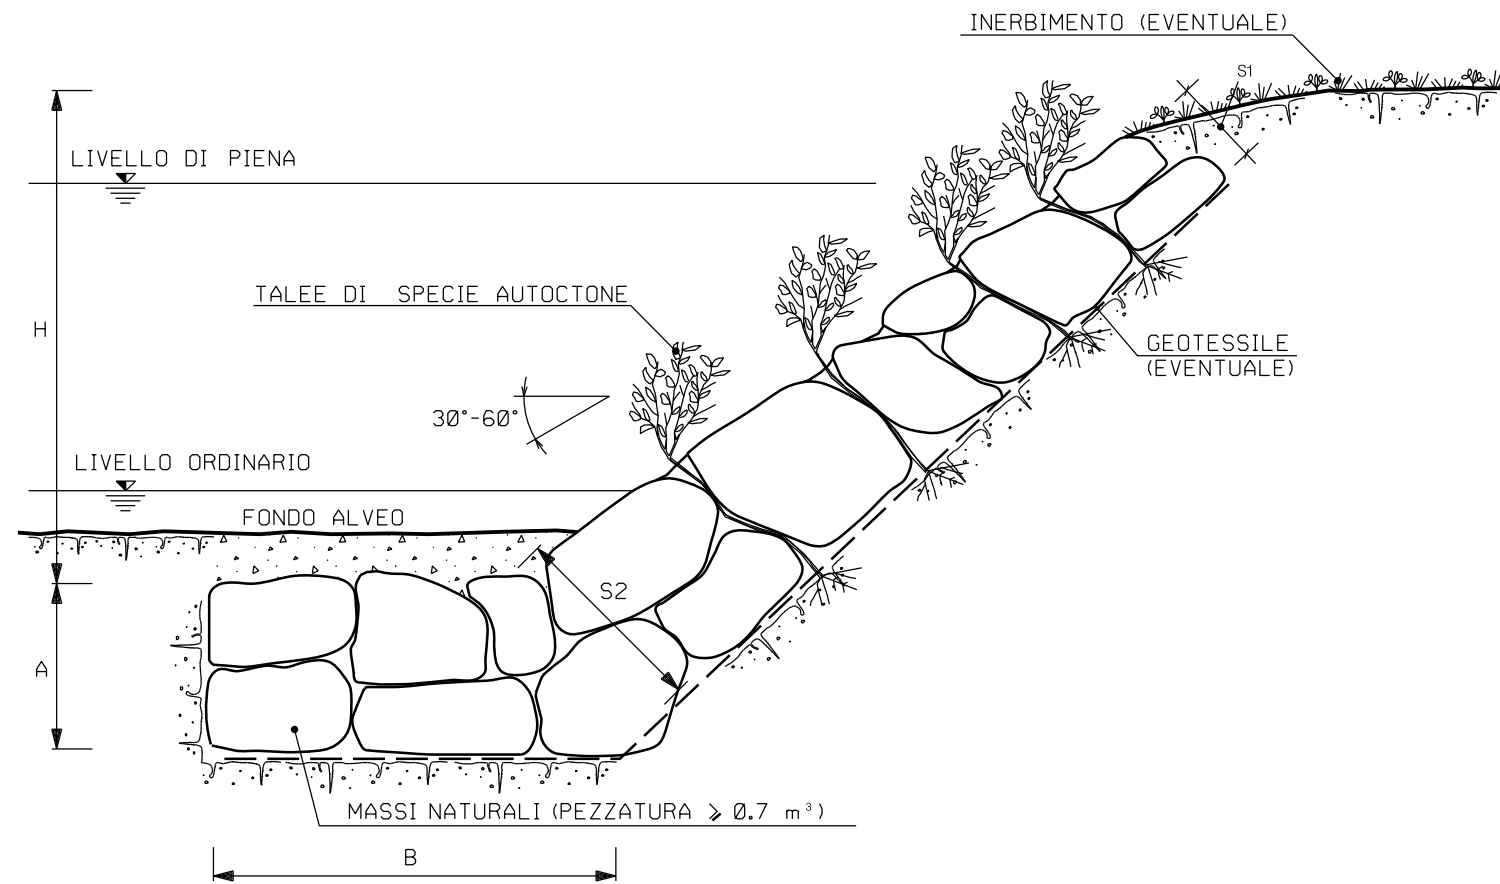 INERBIMENTO (EVENTUALE)
S1
LIVELLO DI PIENA
TALEE DI SPECIE AUTOCTONE
H
GEOTESSILE
(EVENTUALE)
30°-60°
LIVELLO ORDINARIO
FONDO ALVEO
S2
A
MASSI NATURALI (PEZZATURA ⩾ 0.7 m³)
B